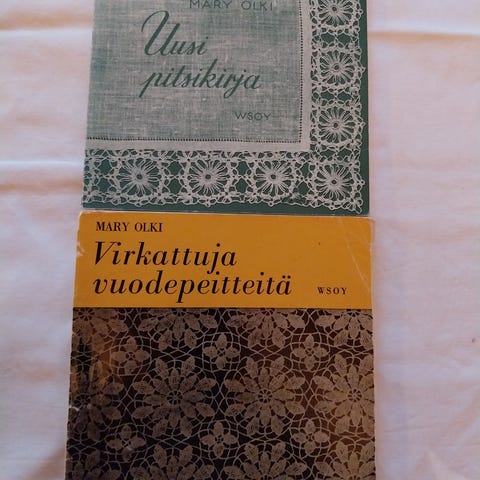 MARY OLKI
Uusi
pitsikirja
WSOY
MARY OLKI
Virkattuja
vuodepeitteitä WSOY